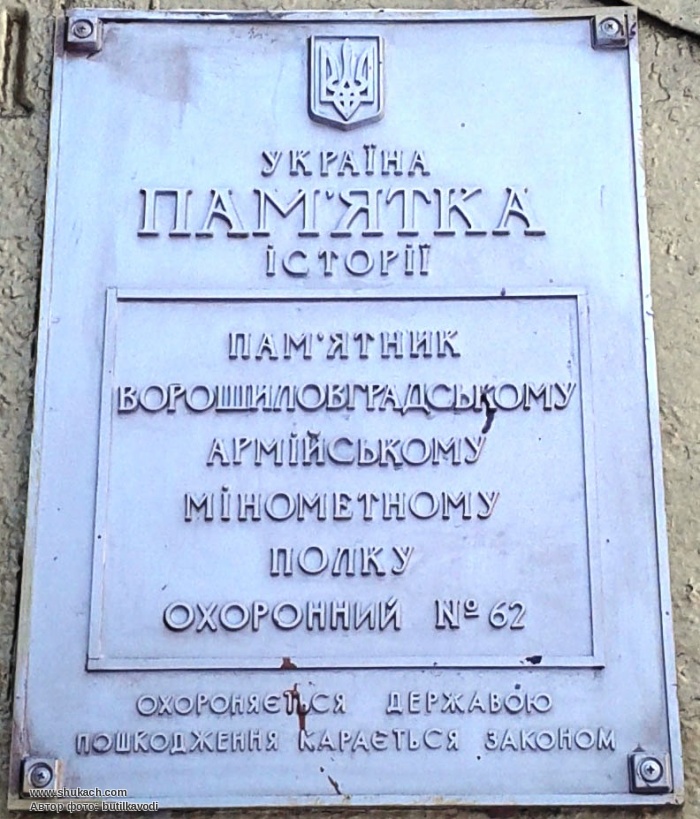 УКРАЇНА
ПАМ'ЯТКА
ІСТОРІЇ
ПАМ'ЯТНИК
ВОРОШИЛОВГРАДСЬКОМУ
АРМІЙСЬКОМУ
МІНОМЕТНОМУ
ПОЛКУ
ОХОРОННИЙ № 62
ОХОРОНЯЄТЬСЯ ДЕРЖАВОЮ
ПОШКОДЖЕННЯ КАРАЄТЬСЯ ЗАКОНОМ
www.shukach.com
Автор фото: butilkavodi